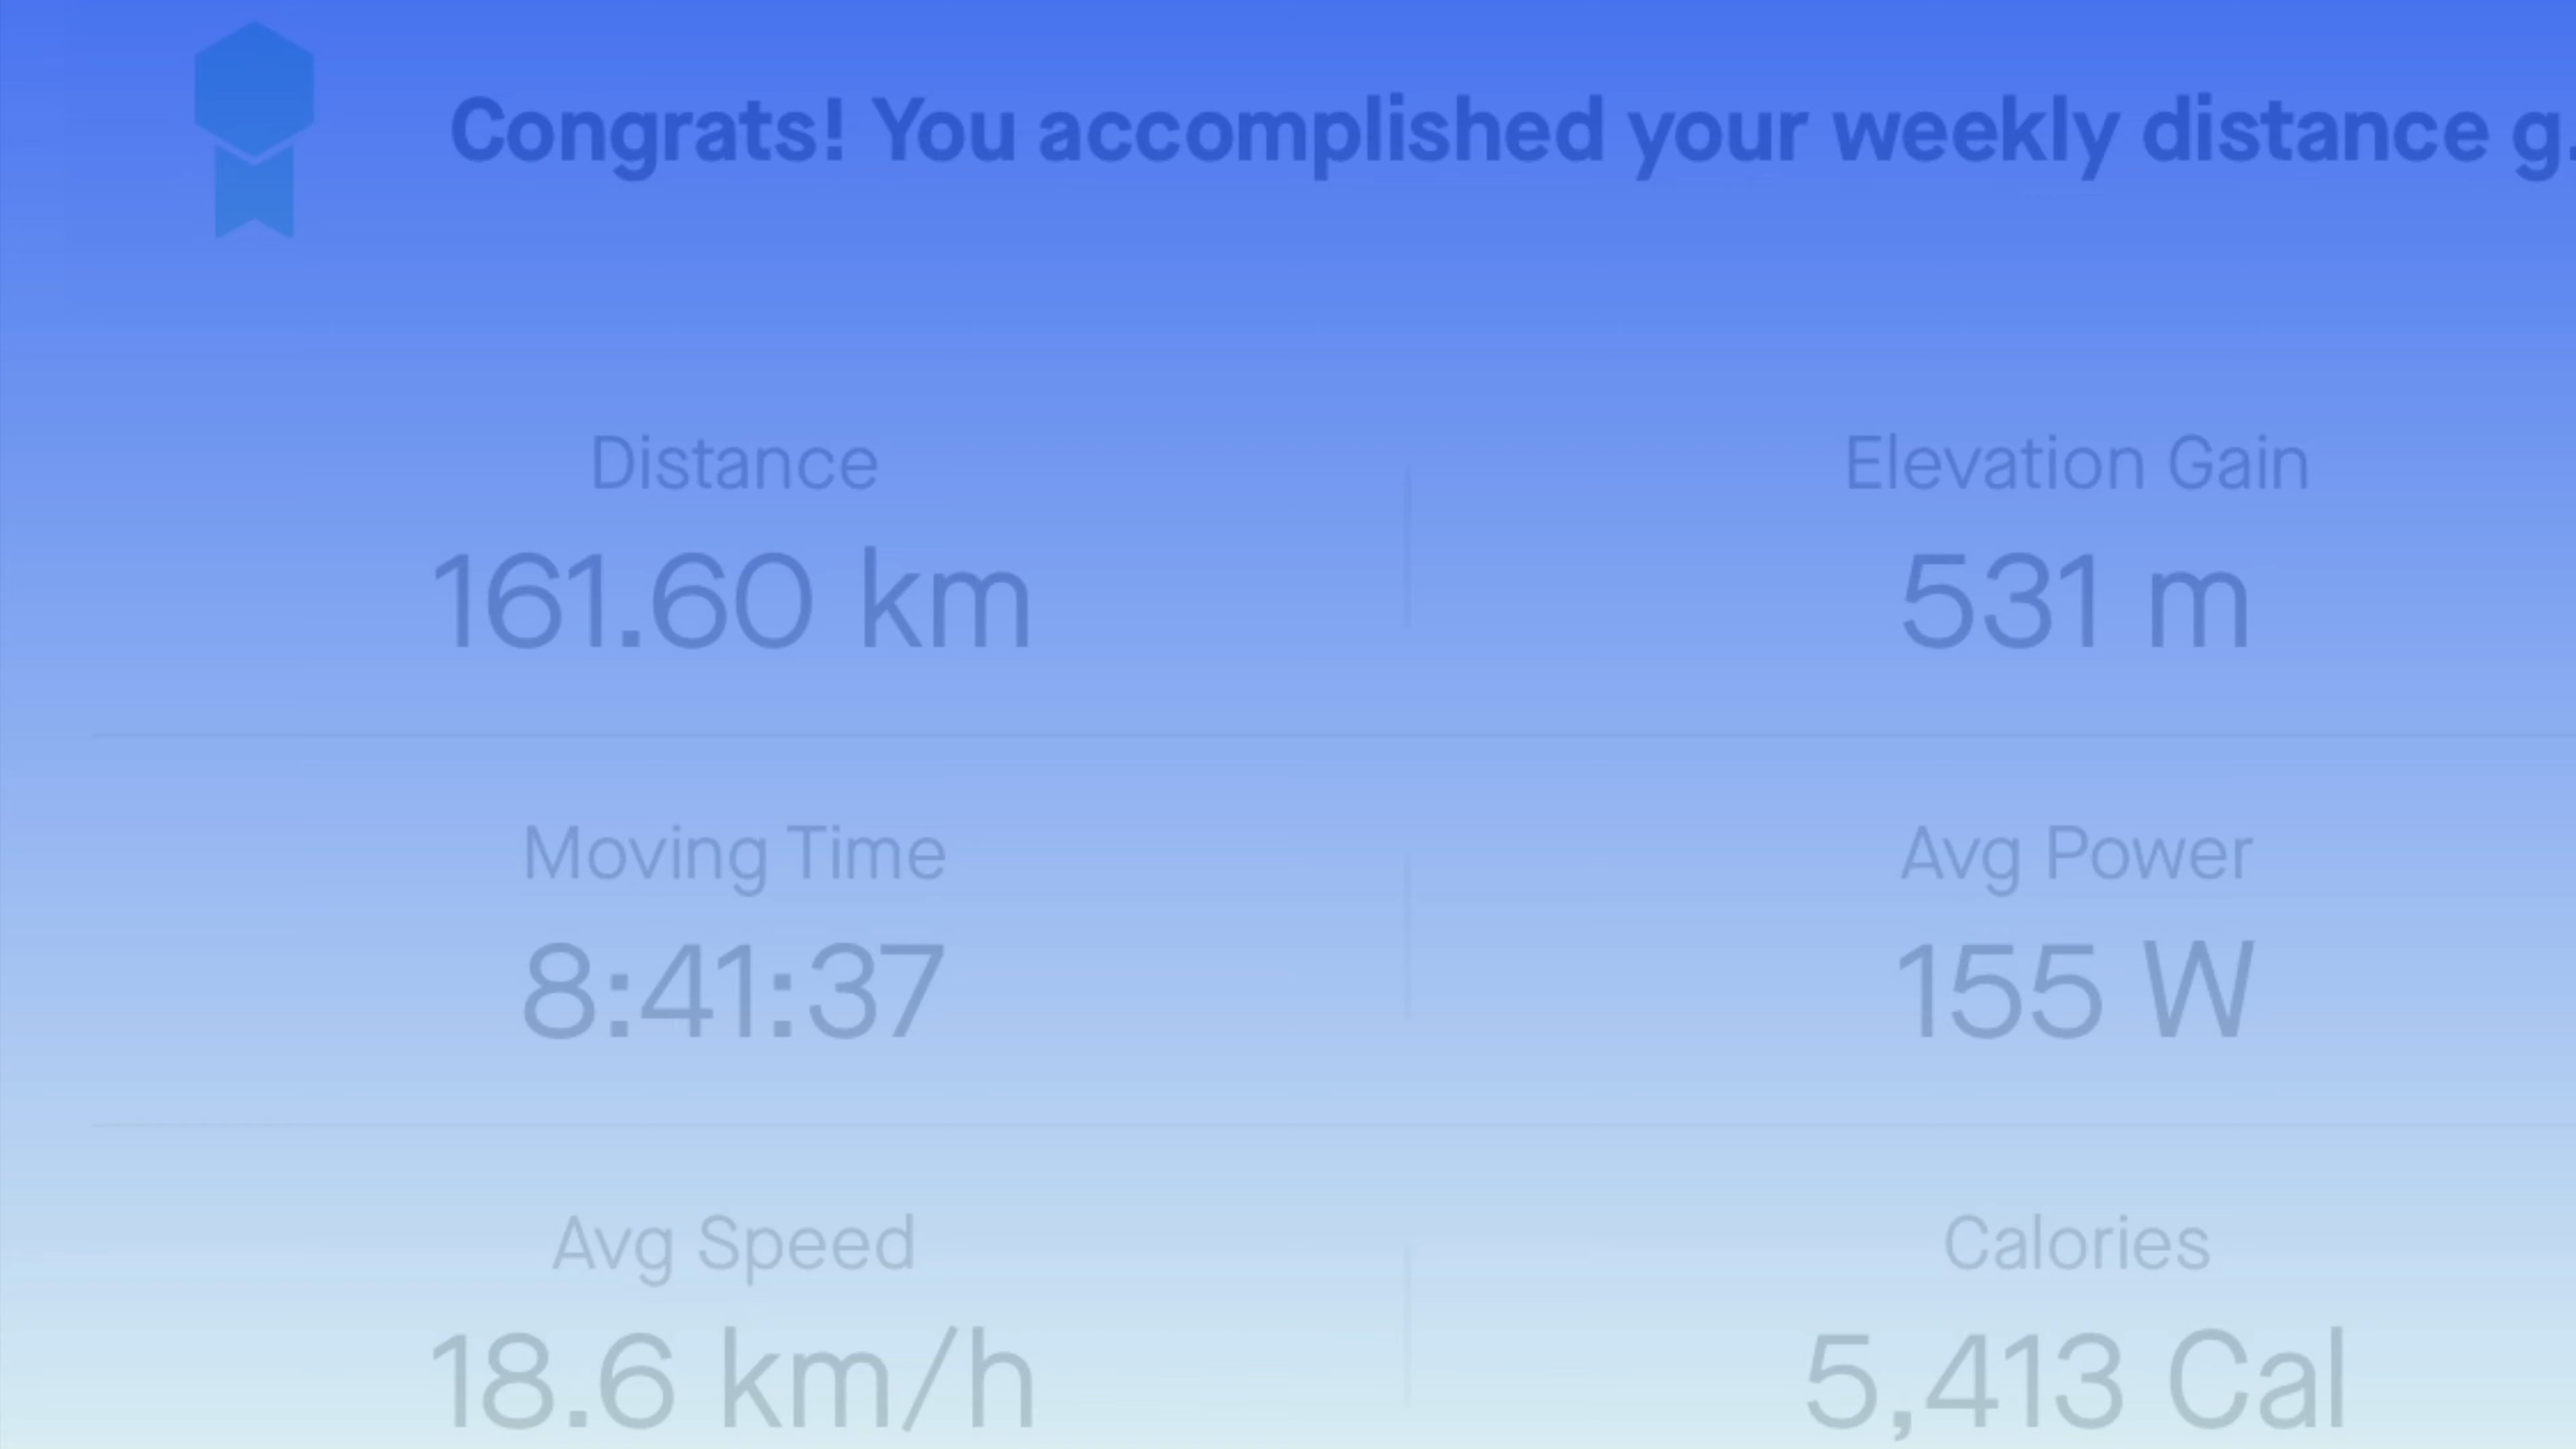 Congrats! You accomplished your weekly distance g.
Distance
161.60 km
Elevation Gain
531 m
Moving Time
8:41:37
Avg Power
155 W
Avg Speed
18.6 km/h
Calories
5,413 Cal